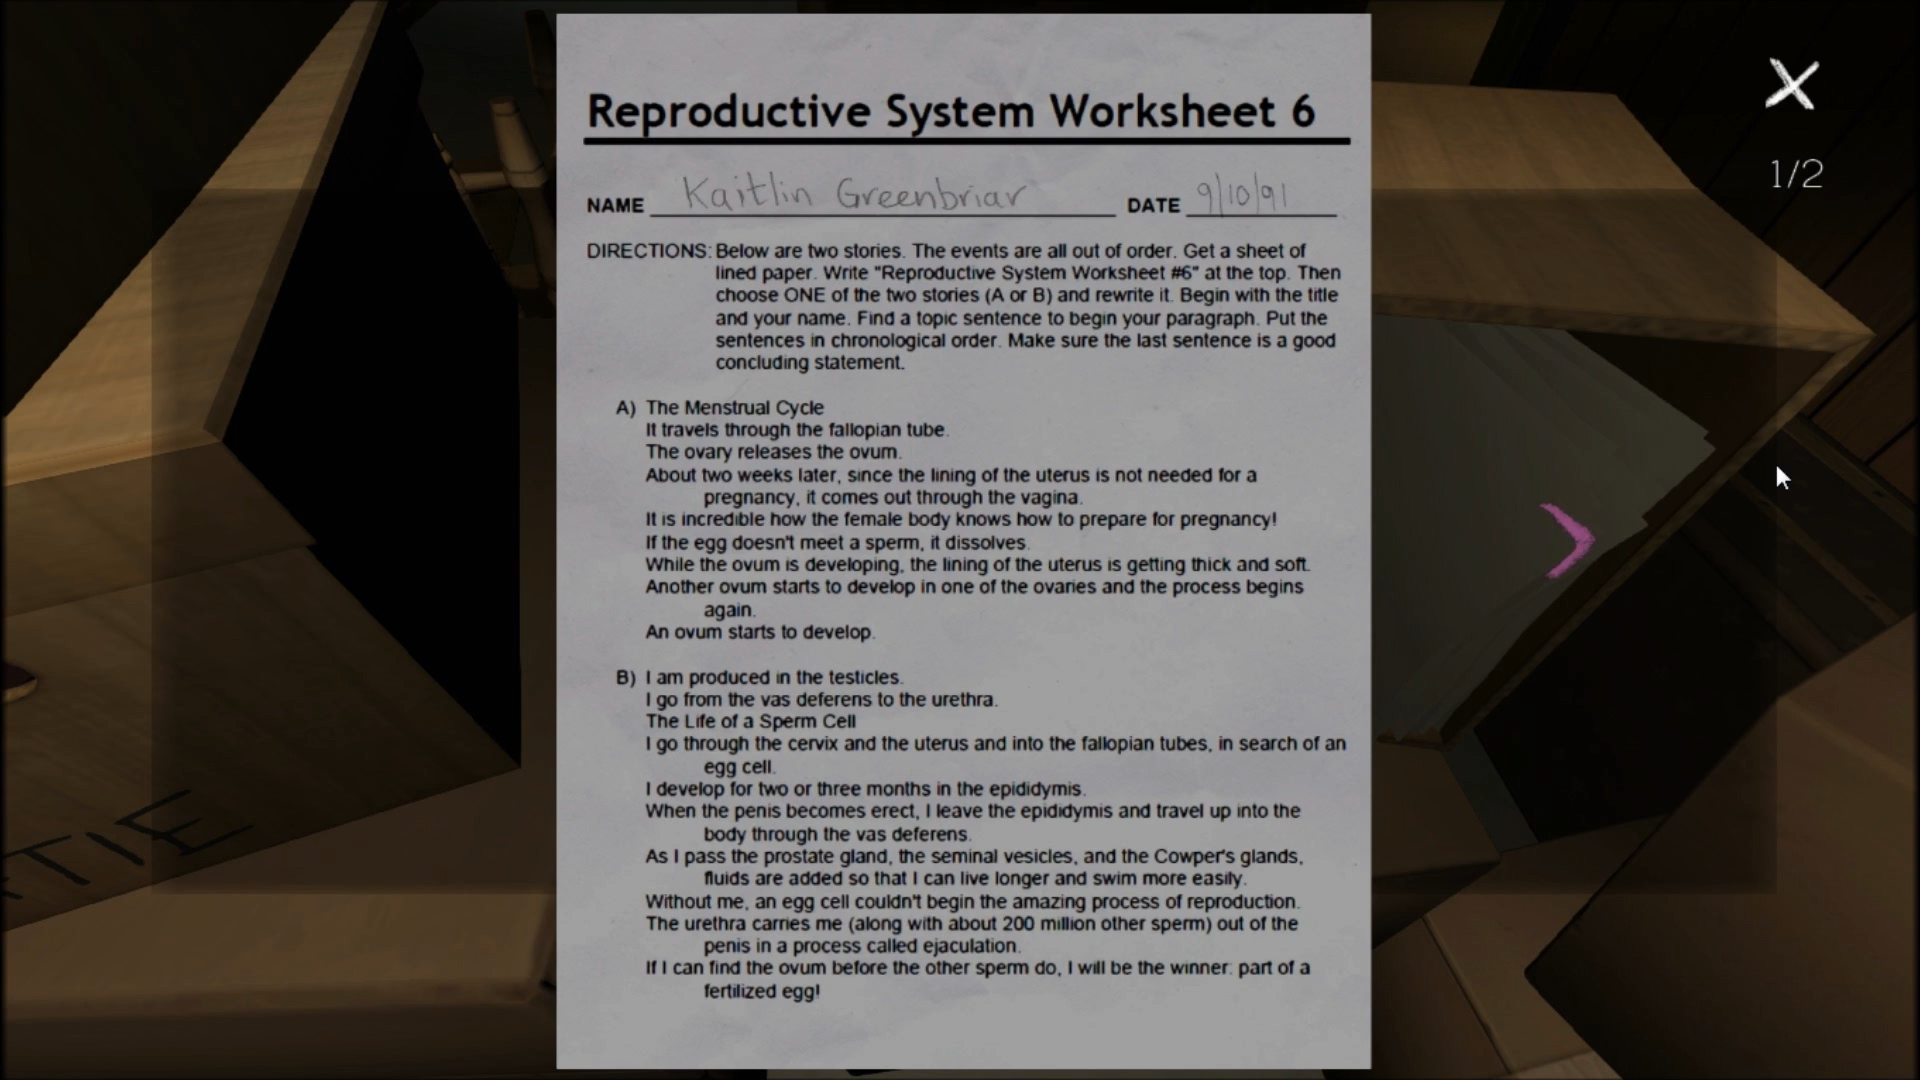 Reproductive System Worksheet 6
NAME Kaitlin Greenbriar DATE 9/10/91
DIRECTIONS: Below are two stories. The events are all out of order. Get a sheet of
lined paper. Write "Reproductive System Worksheet #6" at the top. Then
choose ONE of the two stories (A or B) and rewrite it. Begin with the title
and your name. Find a topic sentence to begin your paragraph. Put the
sentences in chronological order. Make sure the last sentence is a good
concluding statement.
A) The Menstrual Cycle
It travels through the fallopian tube.
The ovary releases the ovum.
About two weeks later, since the lining of the uterus is not needed for a
pregnancy, it comes out through the vagina.
It is incredible how the female body knows how to prepare for pregnancy!
If the egg doesn't meet a sperm, it dissolves.
While the ovum is developing, the lining of the uterus is getting thick and soft.
Another ovum starts to develop in one of the ovaries and the process begins
again.
An ovum starts to develop.
B) I am produced in the testicles.
I go from the vas deferens to the urethra.
The Life of a Sperm Cell
I go through the cervix and the uterus and into the fallopian tubes, in search of an
egg cell.
I develop for two or three months in the epididymis.
When the penis becomes erect, I leave the epididymis and travel up into the
body through the vas deferens.
As I pass the prostate gland, the seminal vesicles, and the Cowper's glands,
fluids are added so that I can live longer and swim more easily.
Without me, an egg cell couldn't begin the amazing process of reproduction.
The urethra carries me (along with about 200 million other sperm) out of the
penis in a process called ejaculation.
If I can find the ovum before the other sperm do, I will be the winner: part of a
fertilized egg!
1/2
TIE